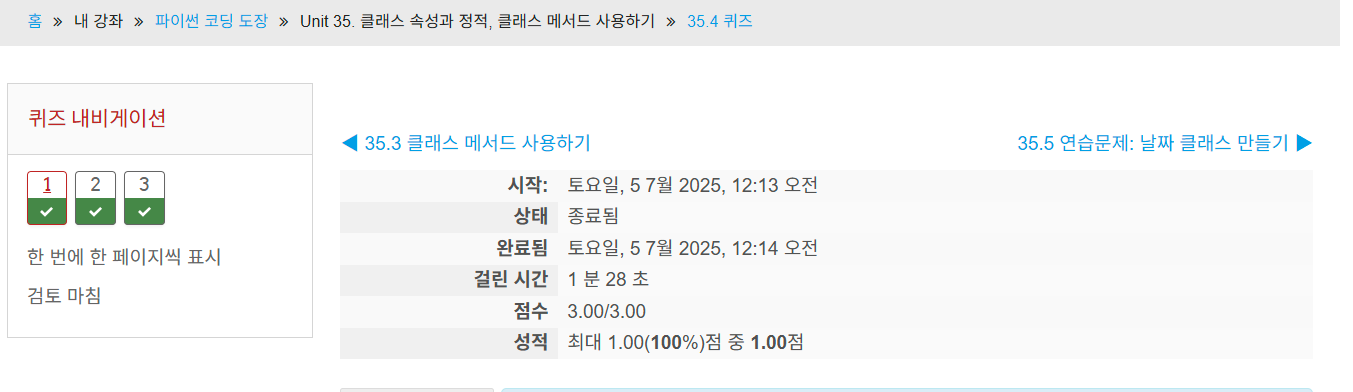 홈 » 내 강좌 » 파이썬 코딩 도장 » Unit 35. 클래스 속성과 정적, 클래스 메서드 사용하기 » 35.4 퀴즈
퀴즈 내비게이션
1 2 3
한 번에 한 페이지씩 표시
검토 마침
◀ 35.3 클래스 메서드 사용하기
35.5 연습문제: 날짜 클래스 만들기 ▶
시작: 토요일, 5 7월 2025, 12:13 오전
상태 종료됨
완료됨 토요일, 5 7월 2025, 12:14 오전
걸린 시간 1 분 28 초
점수 3.00/3.00
성적 최대 1.00(100%)점 중 1.00점